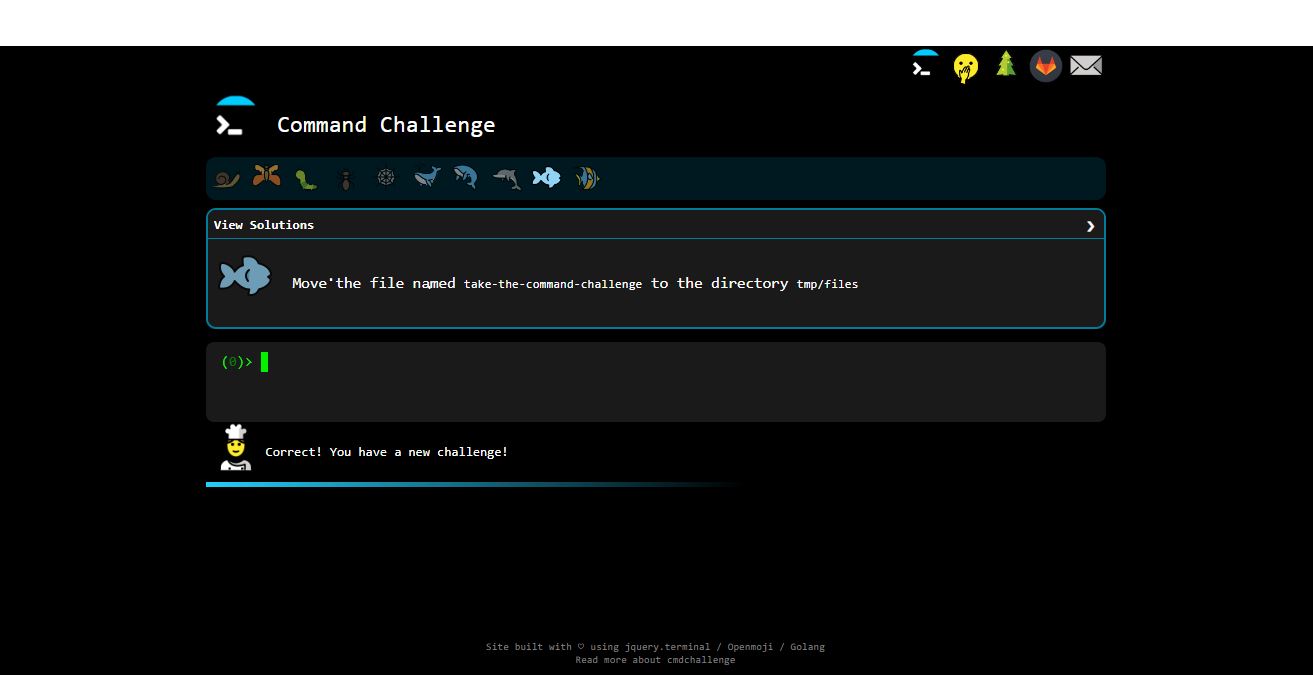 Command Challenge
View Solutions
Move the file named take-the-command-challenge to the directory tmp/files
(0)>
Correct! You have a new challenge!
Site built with ♡ using jquery.terminal / Openmoji / Golang
Read more about cmdchallenge